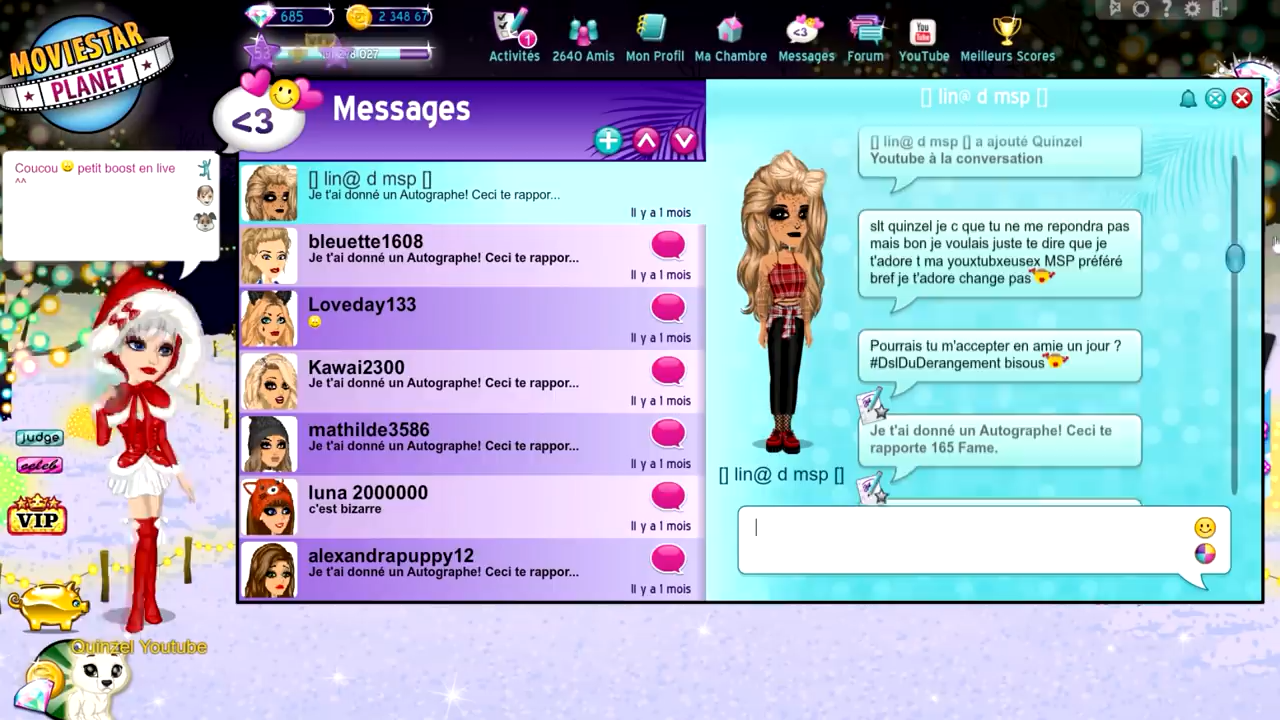 MOVIESTAR
PLANET
685
2 348 67
Activités
1
2640 Amis
Mon Profil
Ma Chambre
<3
Messages
Forum
You
Tube
YouTube
Meilleurs Scores
Coucou petit boost en live
^^
judge
celeb
VIP
Quinzel Youtube
<3
Messages
[] lin@ d msp []
Je t'ai donné un Autographe! Ceci te rappor...
Il y a 1 mois
bleuette1608
Je t'ai donné un Autographe! Ceci te rappor...
Il y a 1 mois
Loveday133
Il y a 1 mois
Kawai2300
Je t'ai donné un Autographe! Ceci te rappor...
Il y a 1 mois
mathilde3586
Je t'ai donné un Autographe! Ceci te rappor...
Il y a 1 mois
luna 2000000
c'est bizarre
Il y a 1 mois
alexandrapuppy12
Je t'ai donné un Autographe! Ceci te rappor...
Il y a 1 mois
[] lin@ d msp []
[] lin@ d msp []
[] lin@ d msp [] a ajouté Quinzel
Youtube à la conversation
slt quinzel je c que tu ne me repondra pas
mais bon je voulais juste te dire que je
t'adore t ma youxtubxeusex MSP préféré
bref je t'adore change pas
Pourrais tu m'accepter en amie un jour ?
#DslDuDerangement bisous
Je t'ai donné un Autographe! Ceci te
rapporte 165 Fame.